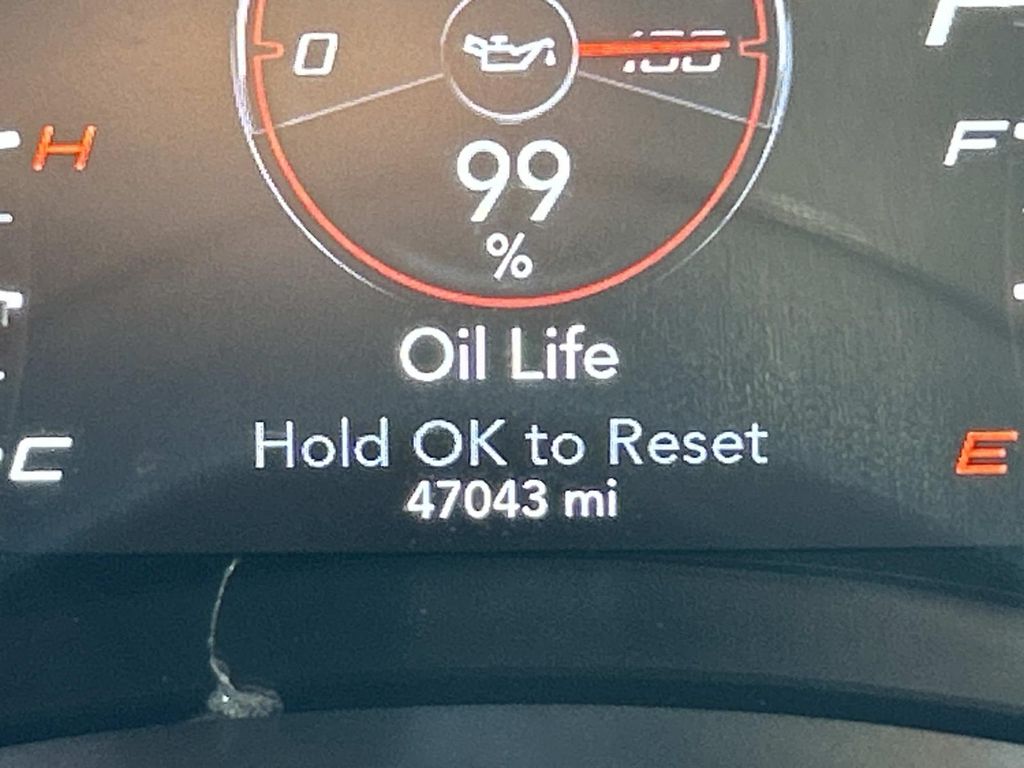 0 100
H
99
%
Oil Life
Hold OK to Reset
C E
47043 mi